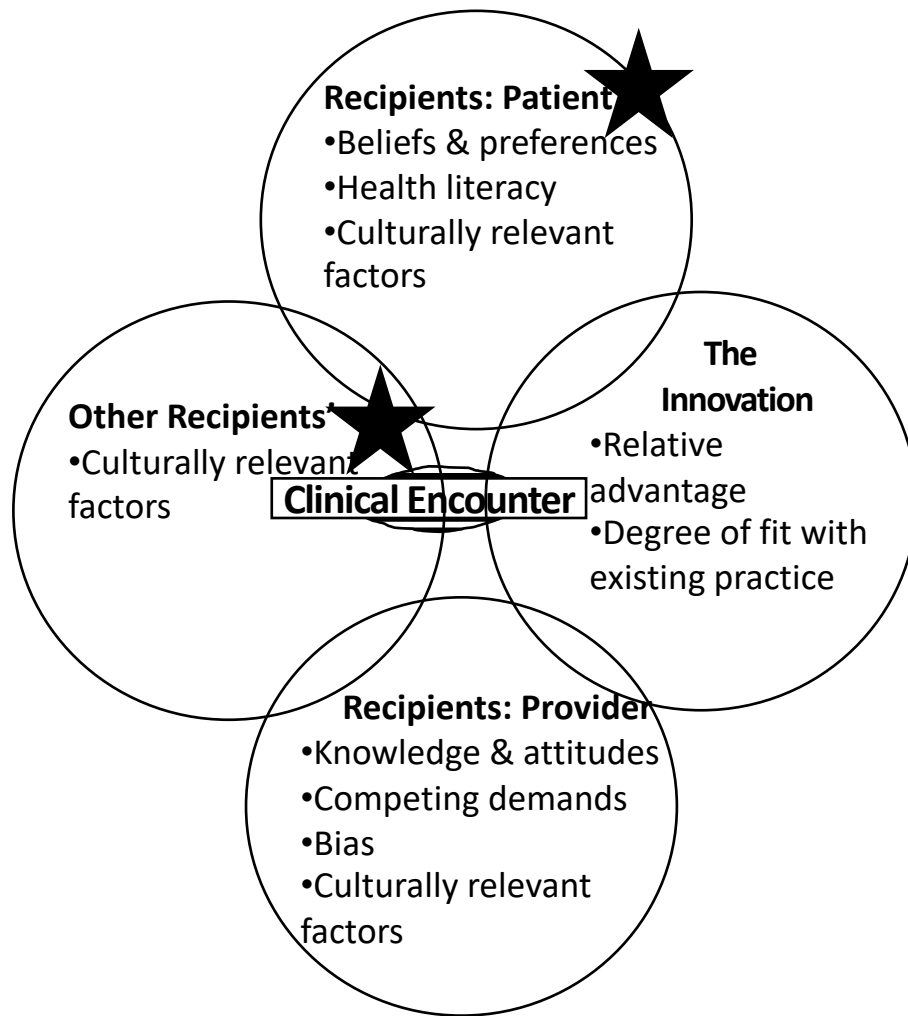 Recipients: Patient
•Beliefs & preferences
•Health literacy
•Culturally relevant
factors
The
Innovation
•Relative
advantage
•Degree of fit with
existing practice
Other Recipients*
•Culturally relevant
factors
Clinical Encounter
Recipients: Provider
•Knowledge & attitudes
•Competing demands
•Bias
•Culturally relevant
factors